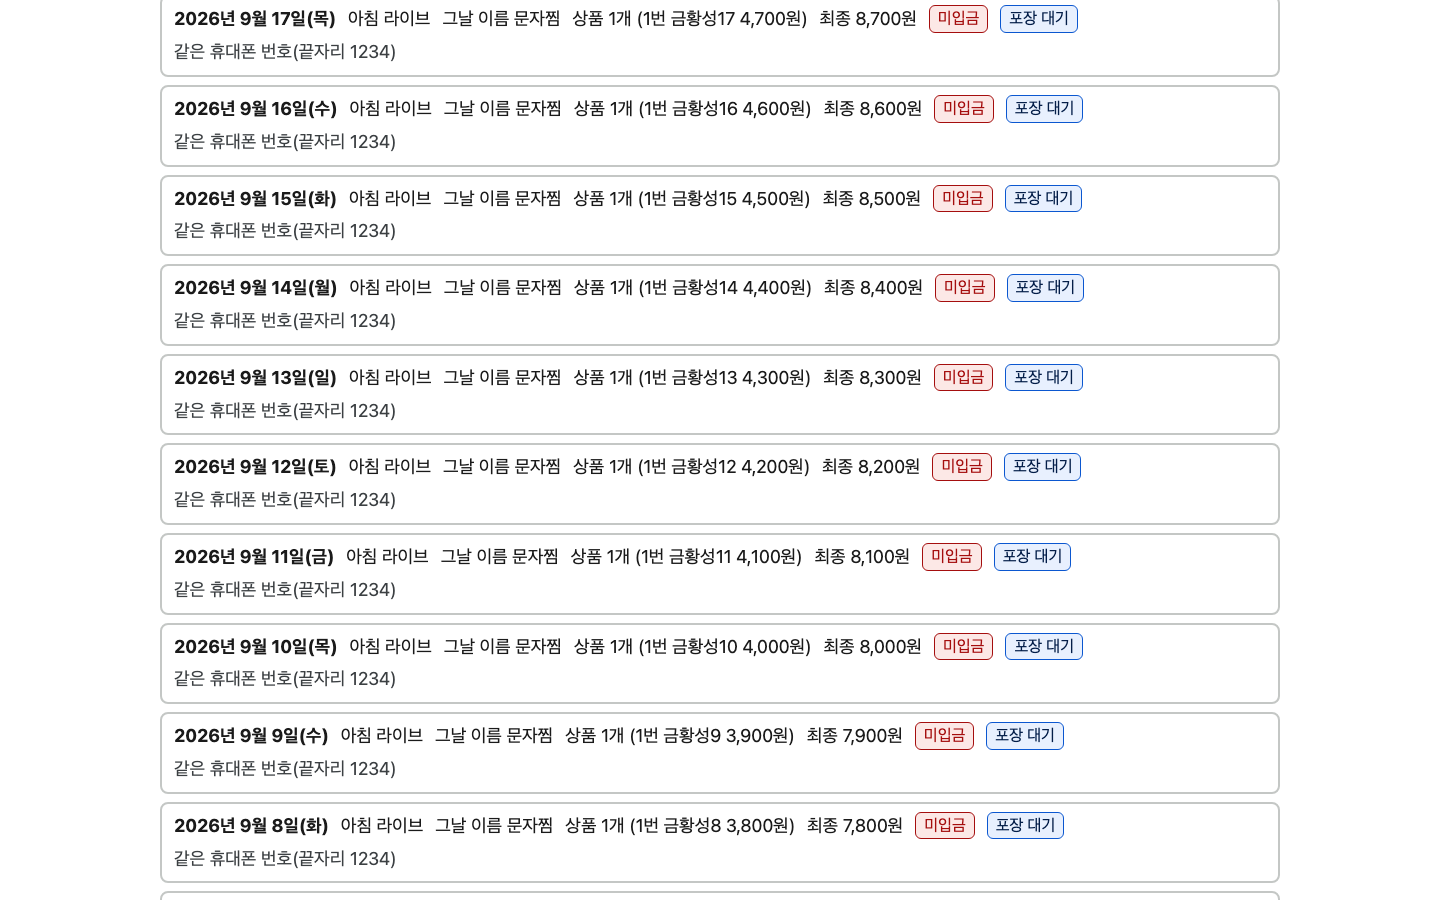 2026년 9월 17일(목) 아침 라이브 그날 이름 문자찜 상품 1개 (1번 금황성17 4,700원) 최종 8,700원 미입금 포장 대기
같은 휴대폰 번호(끝자리 1234)
2026년 9월 16일(수) 아침 라이브 그날 이름 문자찜 상품 1개 (1번 금황성16 4,600원) 최종 8,600원 미입금 포장 대기
같은 휴대폰 번호(끝자리 1234)
2026년 9월 15일(화) 아침 라이브 그날 이름 문자찜 상품 1개 (1번 금황성15 4,500원) 최종 8,500원 미입금 포장 대기
같은 휴대폰 번호(끝자리 1234)
2026년 9월 14일(월) 아침 라이브 그날 이름 문자찜 상품 1개 (1번 금황성14 4,400원) 최종 8,400원 미입금 포장 대기
같은 휴대폰 번호(끝자리 1234)
2026년 9월 13일(일) 아침 라이브 그날 이름 문자찜 상품 1개 (1번 금황성13 4,300원) 최종 8,300원 미입금 포장 대기
같은 휴대폰 번호(끝자리 1234)
2026년 9월 12일(토) 아침 라이브 그날 이름 문자찜 상품 1개 (1번 금황성12 4,200원) 최종 8,200원 미입금 포장 대기
같은 휴대폰 번호(끝자리 1234)
2026년 9월 11일(금) 아침 라이브 그날 이름 문자찜 상품 1개 (1번 금황성11 4,100원) 최종 8,100원 미입금 포장 대기
같은 휴대폰 번호(끝자리 1234)
2026년 9월 10일(목) 아침 라이브 그날 이름 문자찜 상품 1개 (1번 금황성10 4,000원) 최종 8,000원 미입금 포장 대기
같은 휴대폰 번호(끝자리 1234)
2026년 9월 9일(수) 아침 라이브 그날 이름 문자찜 상품 1개 (1번 금황성9 3,900원) 최종 7,900원 미입금 포장 대기
같은 휴대폰 번호(끝자리 1234)
2026년 9월 8일(화) 아침 라이브 그날 이름 문자찜 상품 1개 (1번 금황성8 3,800원) 최종 7,800원 미입금 포장 대기
같은 휴대폰 번호(끝자리 1234)